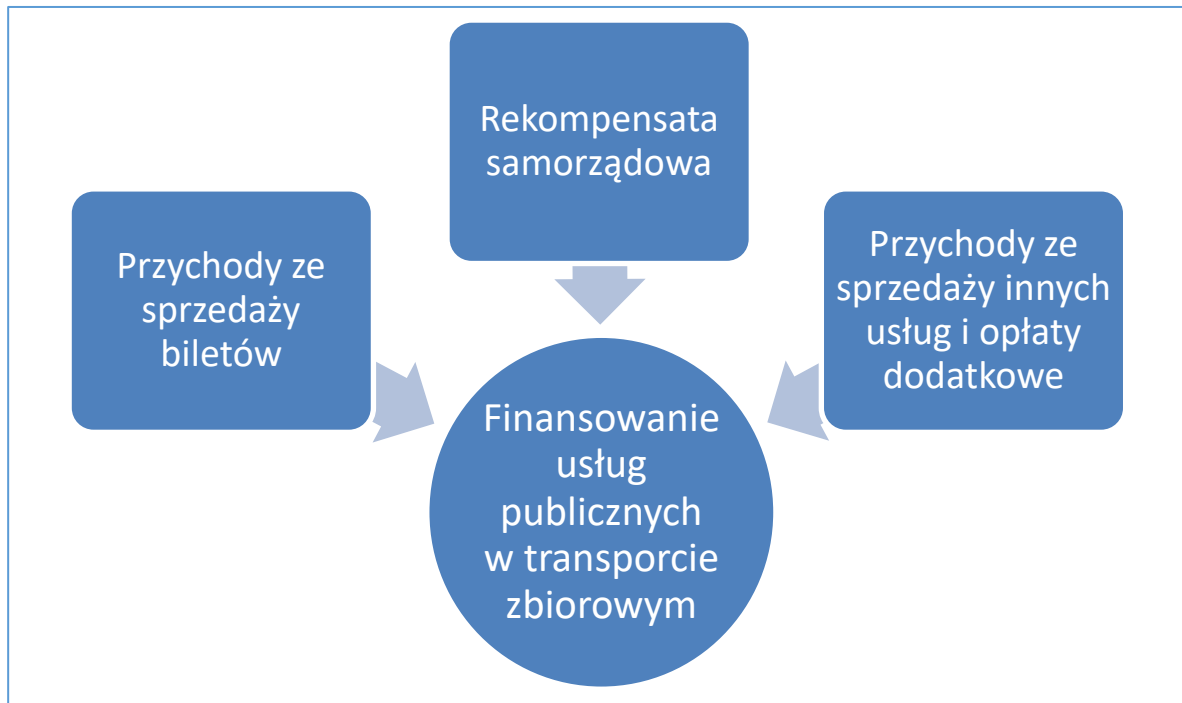 Rekompensata
samorządowa
Przychody ze
sprzedaży
biletów
Przychody ze
sprzedaży innych
usług i opłaty
dodatkowe
Finansowanie
usług
publicznych
w transporcie
zbiorowym